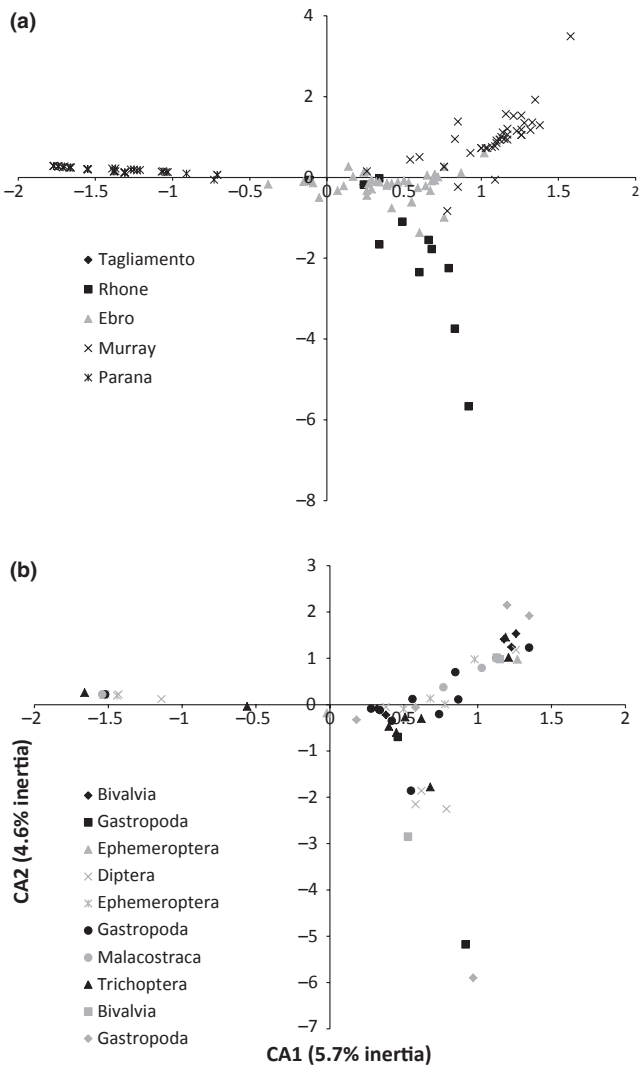 (a)
4
2
0
−2 −1.5 −1 −0.5 0 0.5 1 1.5 2
−2
Tagliamento
Rhone
Ebro
Murray
Parana
−4
−6
−8
(b)
3
2
1
0
−2 −1.5 −1 −0.5 0 0.5 1 1.5 2
−1
−2
−3
−4
−5
−6
−7
Bivalvia
Gastropoda
Ephemeroptera
Diptera
Ephemeroptera
Gastropoda
Malacostraca
Trichoptera
Bivalvia
Gastropoda
CA2 (4.6% inertia)
CA1 (5.7% inertia)